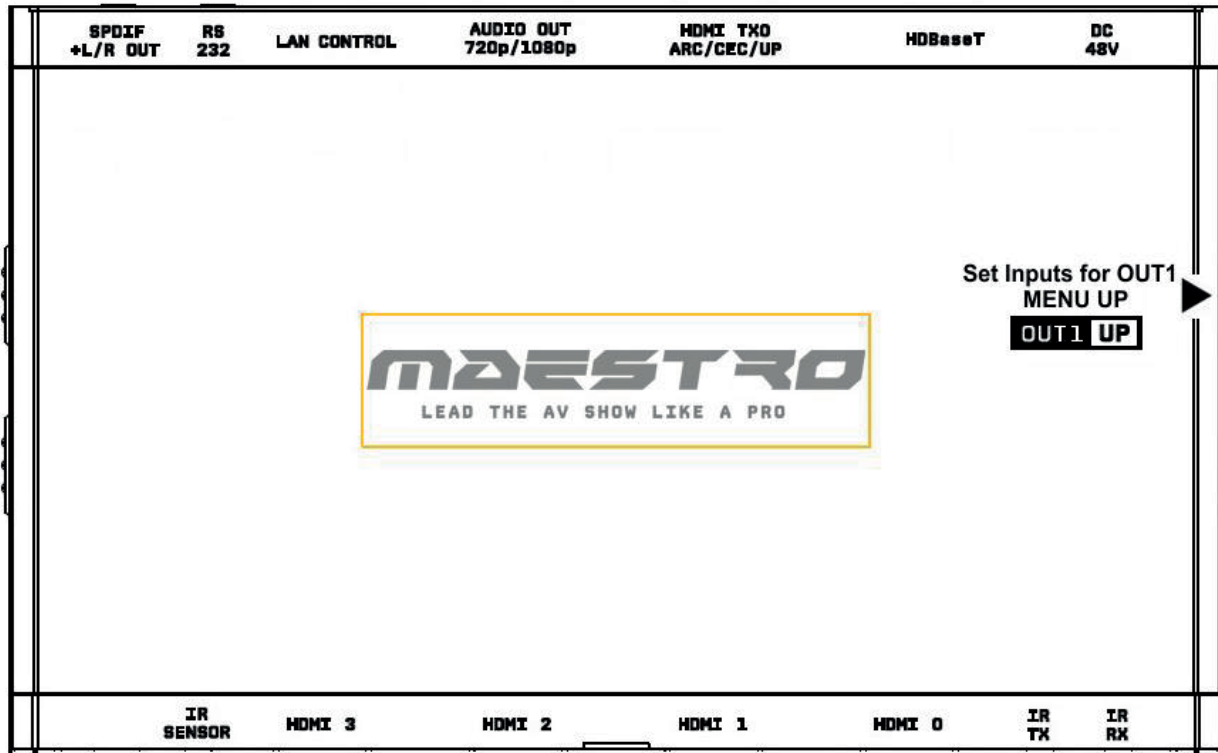 SPDIF
+L/R OUT
RS
232
LAN CONTROL
AUDIO OUT
720p/1080p
HDMI TX0
ARC/CEC/UP
HDBaseT
DC
48V
Set Inputs for OUT1
MENU UP
OUT1 UP
MAESTRO
LEAD THE AV SHOW LIKE A PRO
IR
SENSOR
HDMI 3
HDMI 2
HDMI 1
HDMI 0
IR
TX
IR
RX